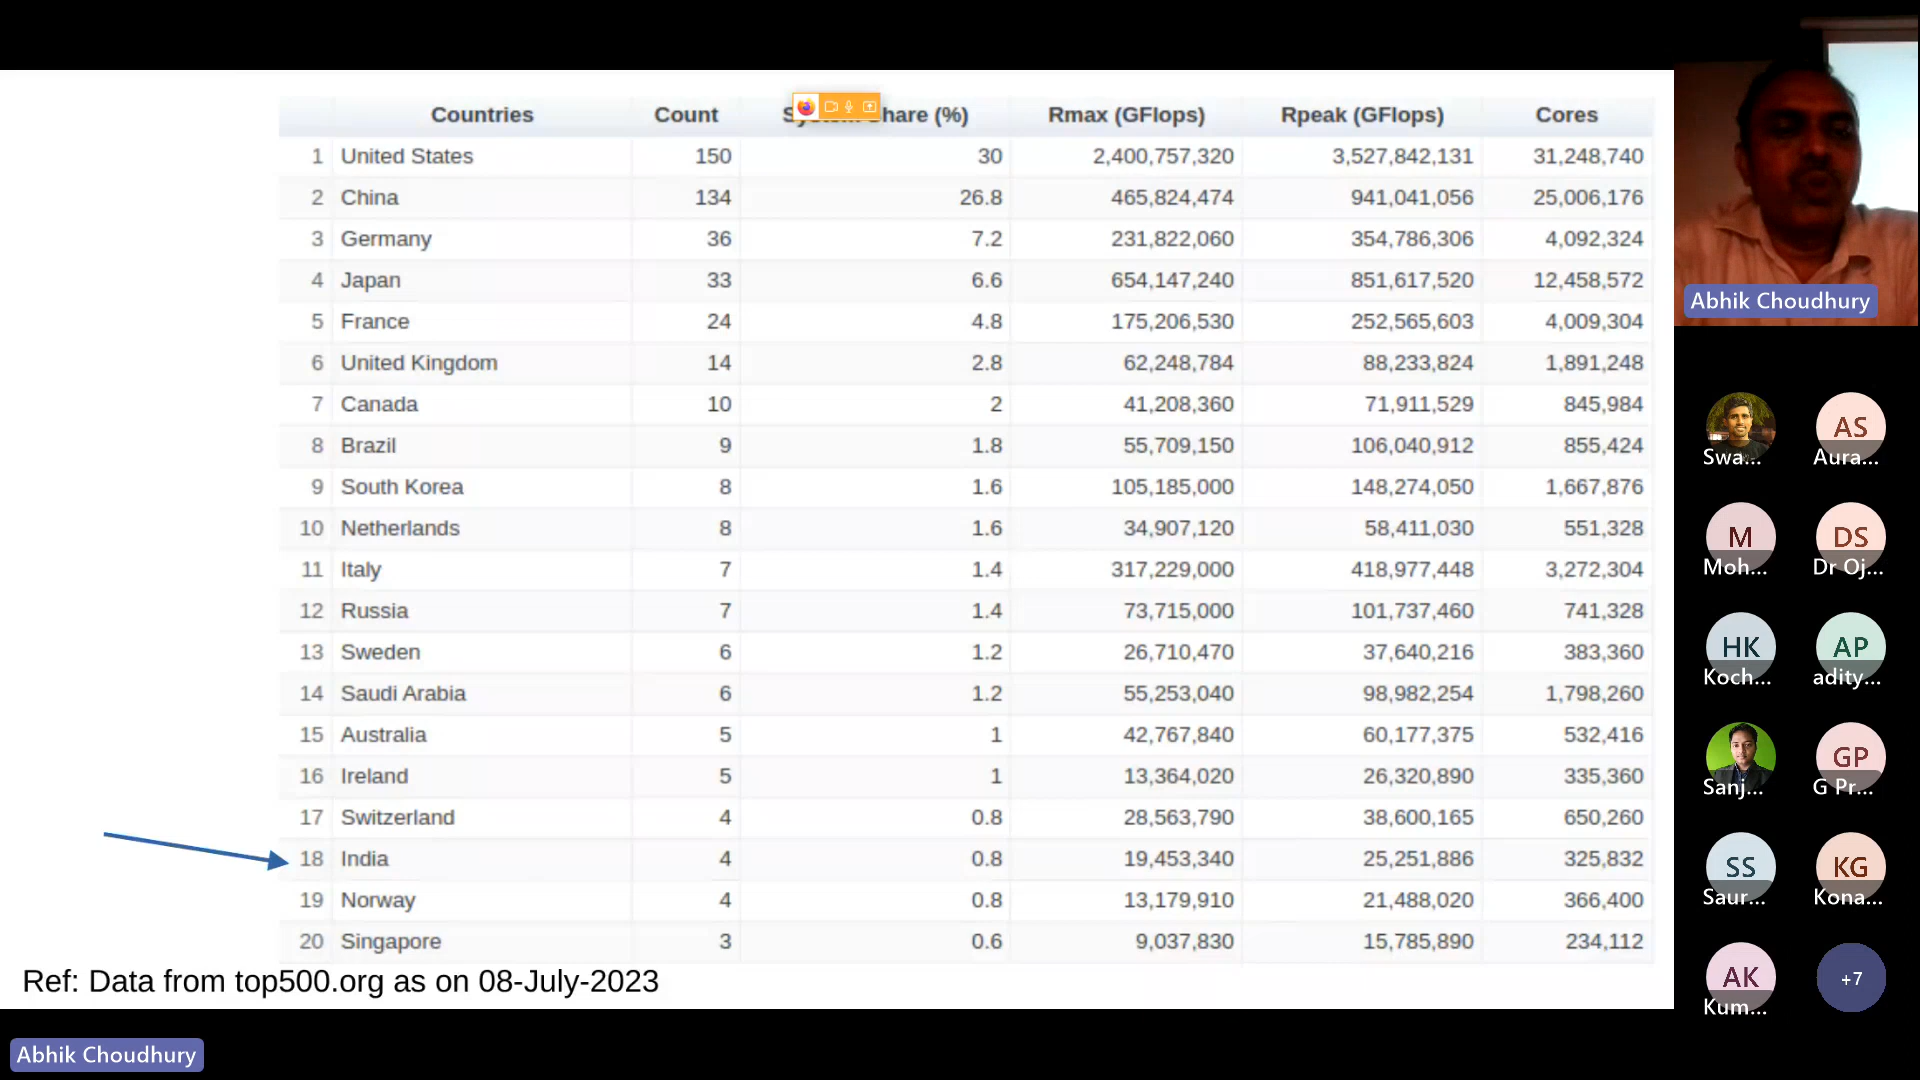 Countries Count System Share (%) Rmax (GFlops) Rpeak (GFlops) Cores
1 United States 150 30 2,400,757,320 3,527,842,131 31,248,740
2 China 134 26.8 465,824,474 941,041,056 25,006,176
3 Germany 36 7.2 231,822,060 354,786,306 4,092,324
4 Japan 33 6.6 654,147,240 851,617,520 12,458,572
5 France 24 4.8 175,206,530 252,565,603 4,009,304
6 United Kingdom 14 2.8 62,248,784 88,233,824 1,891,248
7 Canada 10 2 41,208,360 71,911,529 845,984
8 Brazil 9 1.8 55,709,150 106,040,912 855,424
9 South Korea 8 1.6 105,185,000 148,274,050 1,667,876
10 Netherlands 8 1.6 34,907,120 58,411,030 551,328
11 Italy 7 1.4 317,229,000 418,977,448 3,272,304
12 Russia 7 1.4 73,715,000 101,737,460 741,328
13 Sweden 6 1.2 26,710,470 37,640,216 383,360
14 Saudi Arabia 6 1.2 55,253,040 98,982,254 1,798,260
15 Australia 5 1 42,767,840 60,177,375 532,416
16 Ireland 5 1 13,364,020 26,320,890 335,360
17 Switzerland 4 0.8 28,563,790 38,600,165 650,260
18 India 4 0.8 19,453,340 25,251,886 325,832
19 Norway 4 0.8 13,179,910 21,488,020 366,400
20 Singapore 3 0.6 9,037,830 15,785,890 234,112
Ref: Data from top500.org as on 08-July-2023
Abhik Choudhury
Abhik Choudhury
Swa...
AS
Aura...
M
Moh...
DS
Dr Oj...
HK
Koch...
AP
adity...
Sanj...
GP
G Pr...
SS
Saur...
KG
Kona...
AK
Kum...
+7